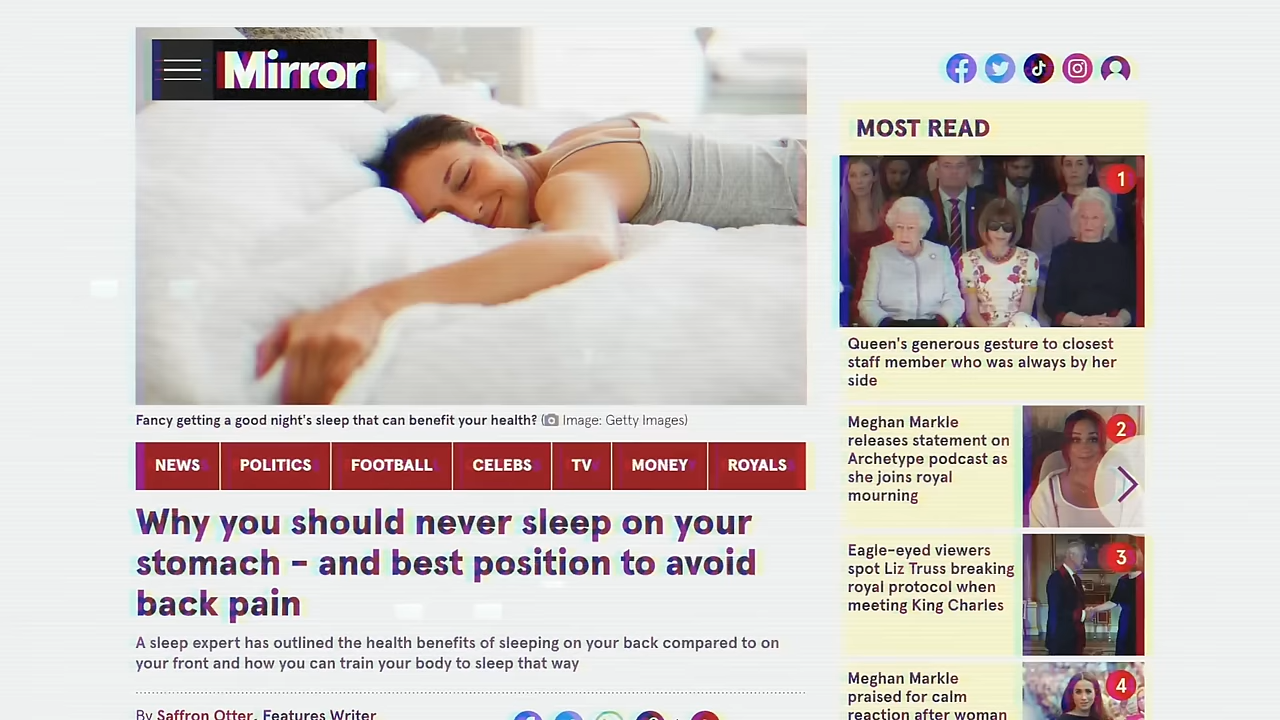 Mirror
Fancy getting a good night's sleep that can benefit your health? (Image: Getty Images)
NEWS
POLITICS
FOOTBALL
CELEBS
TV
MONEY
ROYALS
Why you should never sleep on your
stomach – and best position to avoid
back pain
A sleep expert has outlined the health benefits of sleeping on your back compared to on
your front and how you can train your body to sleep that way
By Saffron Otter, Features Writer
MOST READ
1
Queen's generous gesture to closest
staff member who was always by her
side
Meghan Markle
releases statement on
Archetype podcast as
she joins royal
mourning
2
Eagle-eyed viewers
spot Liz Truss breaking
royal protocol when
meeting King Charles
3
Meghan Markle
praised for calm
reaction after woman
4